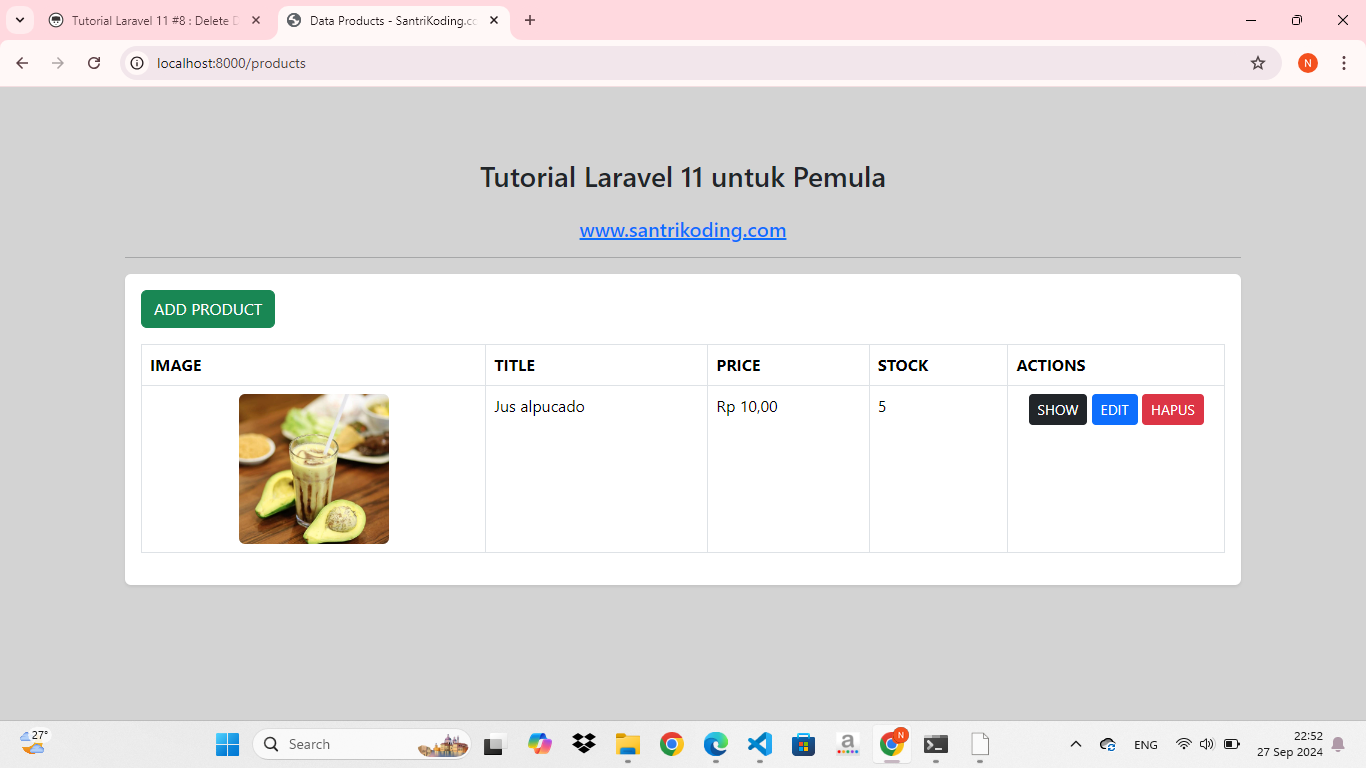 Tutorial Laravel 11 #8 : Delete D
Data Products - SantriKoding.co
localhost:8000/products
N
Tutorial Laravel 11 untuk Pemula
www.santrikoding.com
ADD PRODUCT
IMAGE TITLE PRICE STOCK ACTIONS
Jus alpucado Rp 10,00 5 SHOW EDIT HAPUS
27°
Search
a
N
ENG
22:52
27 Sep 2024